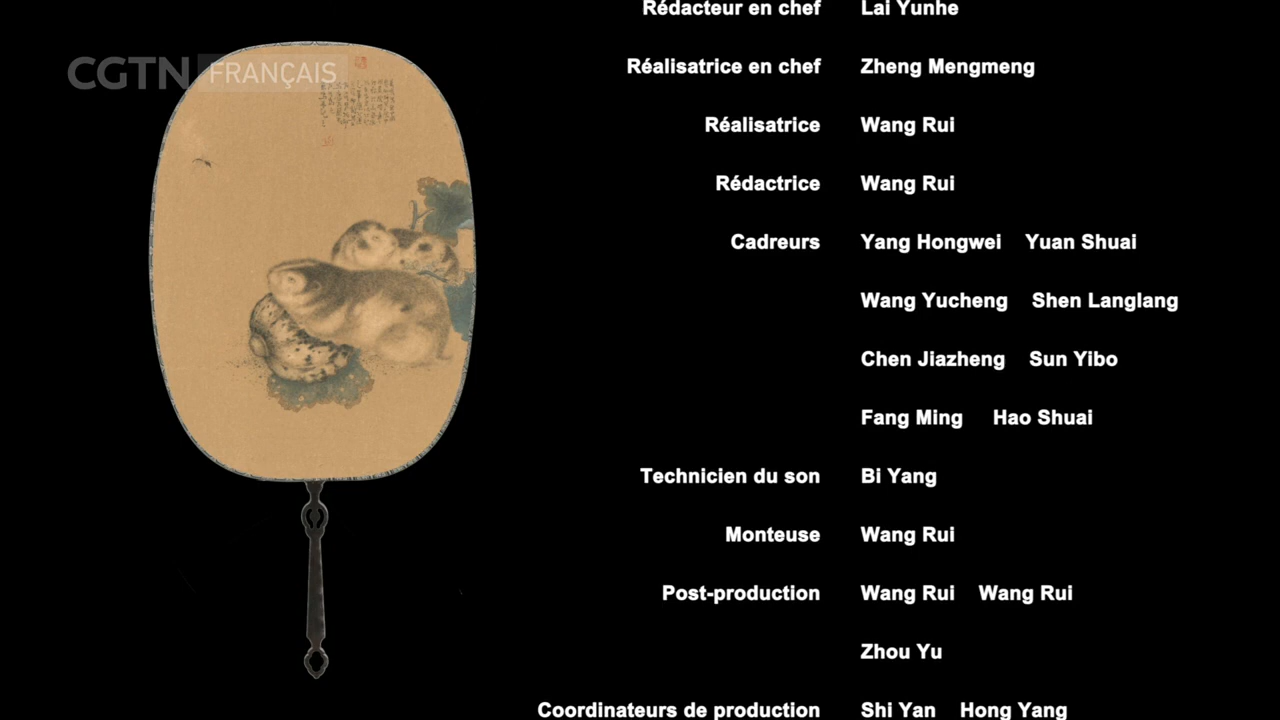 CGTN FRANÇAIS
Rédacteur en chef Lai Yunhe
Réalisatrice en chef Zheng Mengmeng
Réalisatrice Wang Rui
Rédactrice Wang Rui
Cadreurs Yang Hongwei Yuan Shuai
Wang Yucheng Shen Langlang
Chen Jiazheng Sun Yibo
Fang Ming Hao Shuai
Technicien du son Bi Yang
Monteuse Wang Rui
Post-production Wang Rui Wang Rui
Zhou Yu
Coordinateurs de production Shi Yan Hong Yang